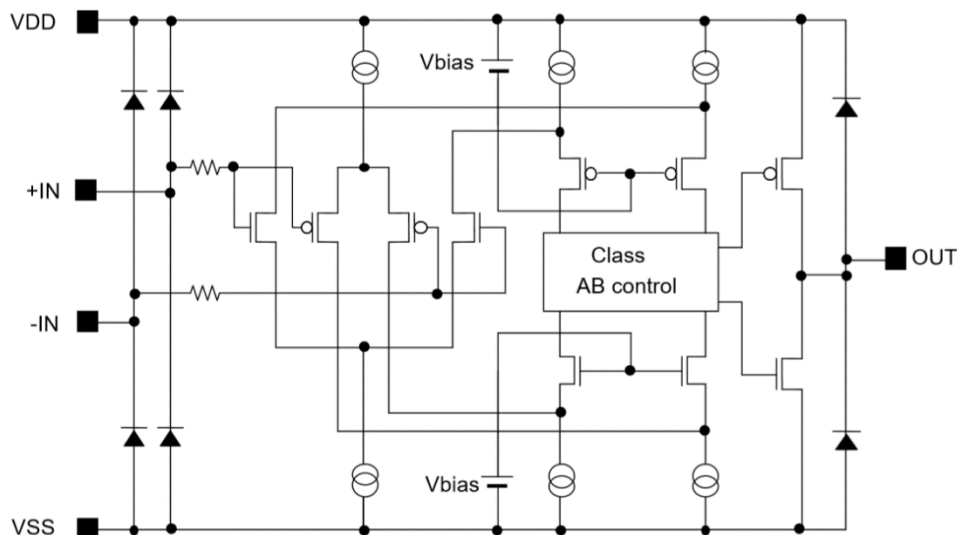 VDD
Vbias
+IN
Class
AB control
OUT
-IN
Vbias
VSS